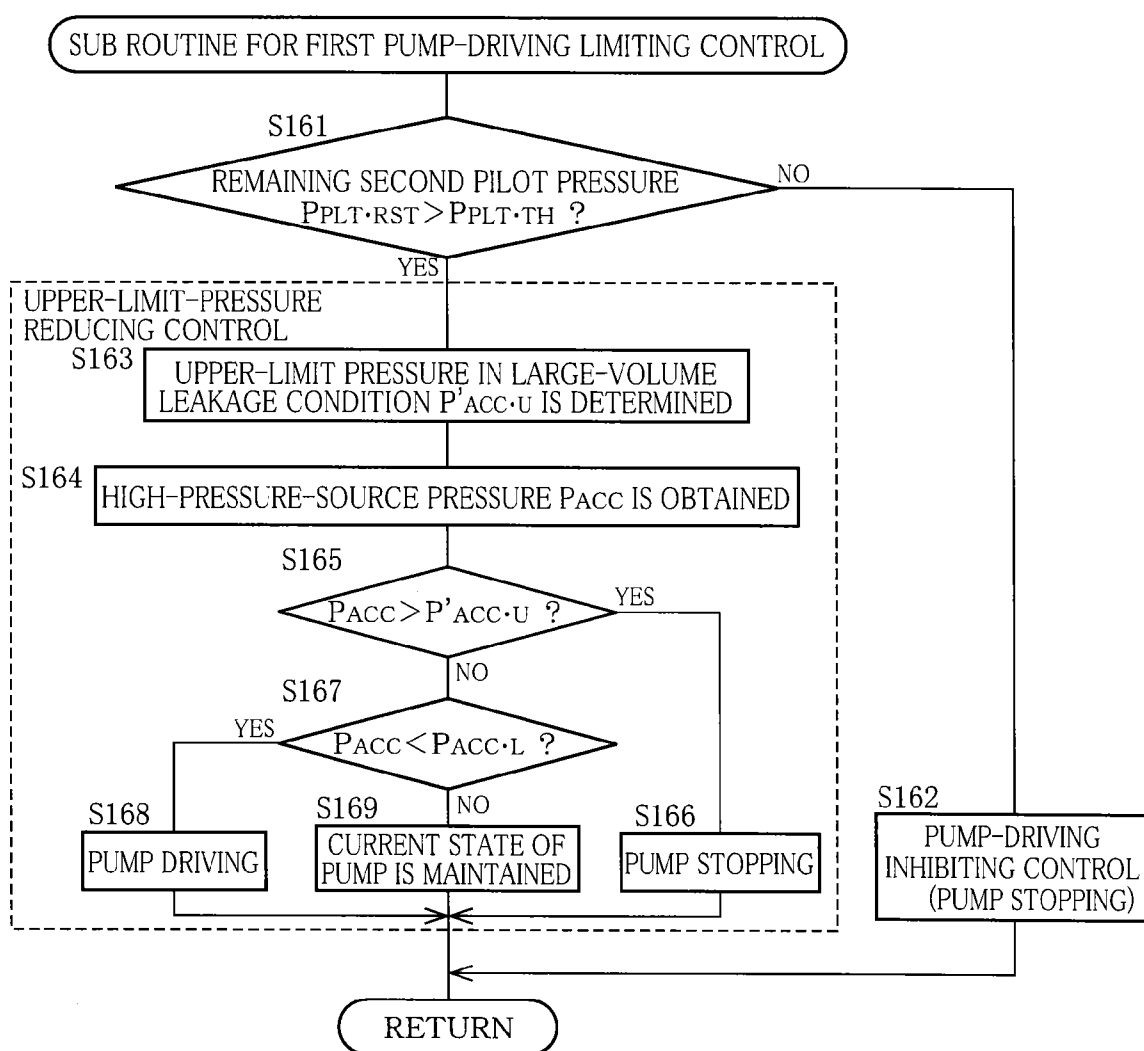 SUB ROUTINE FOR FIRST PUMP-DRIVING LIMITING CONTROL
S161
REMAINING SECOND PILOT PRESSURE
PPLT·RST>PPLT·TH ?
NO
YES
UPPER-LIMIT-PRESSURE
REDUCING CONTROL
S163
UPPER-LIMIT PRESSURE IN LARGE-VOLUME
LEAKAGE CONDITION P'ACC·U IS DETERMINED
S164
HIGH-PRESSURE-SOURCE PRESSURE PACC IS OBTAINED
S165
PACC>P'ACC·U ?
YES
NO
S167
YES
PACC<PACC·L ?
NO
S168
PUMP DRIVING
S169
CURRENT STATE OF
PUMP IS MAINTAINED
S166
PUMP STOPPING
S162
PUMP-DRIVING
INHIBITING CONTROL
(PUMP STOPPING)
RETURN